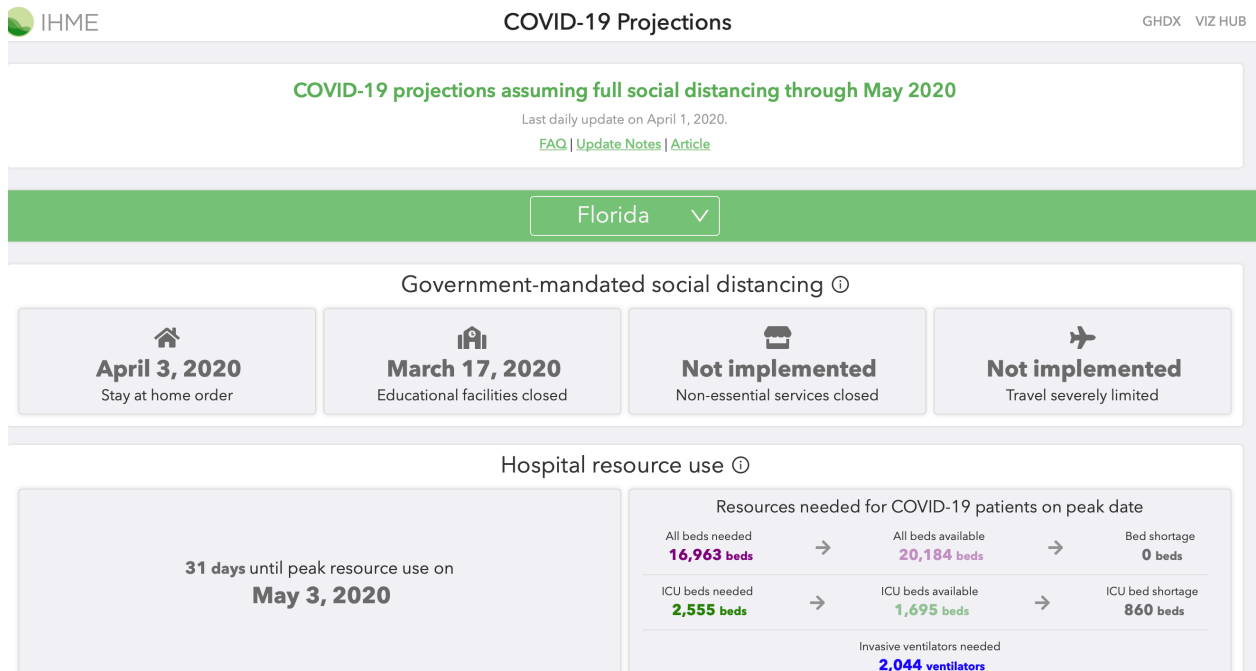 IHME
COVID-19 Projections
GHDX VIZ HUB
COVID-19 projections assuming full social distancing through May 2020
Last daily update on April 1, 2020.
FAQ | Update Notes | Article
Florida
Government-mandated social distancing
April 3, 2020
Stay at home order
March 17, 2020
Educational facilities closed
Not implemented
Non-essential services closed
Not implemented
Travel severely limited
Hospital resource use
31 days until peak resource use on
May 3, 2020
Resources needed for COVID-19 patients on peak date
All beds needed
16,963 beds
All beds available
20,184 beds
Bed shortage
0 beds
ICU beds needed
2,555 beds
ICU beds available
1,695 beds
ICU bed shortage
860 beds
Invasive ventilators needed
2,044 ventilators